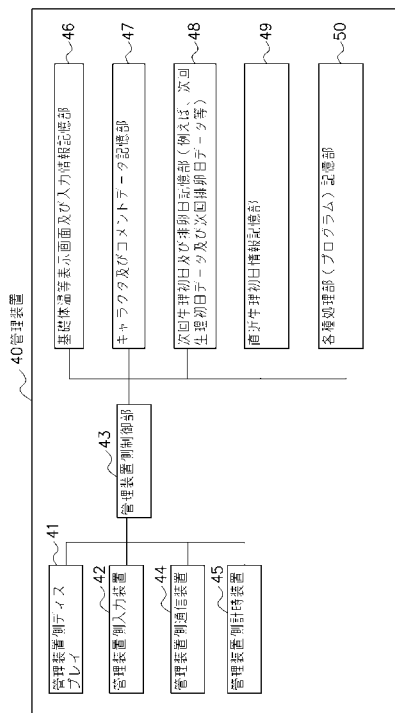 40管理装置
41
管理装置側ディス
プレイ
42
管理装置側入力装置
44
管理装置側通信装置
45
管理装置側計時装置
43
管理装置側制御部
46
基礎体温等表示画面及び入力情報記憶部
47
キャラクタ及びコメントデータ記憶部
48
次回生理初日及び排卵日記憶部(例えば、次回
生理初日データ及び次回排卵日データ等)
49
直近生理初日情報記憶部
50
各種処理部(プログラム)記憶部